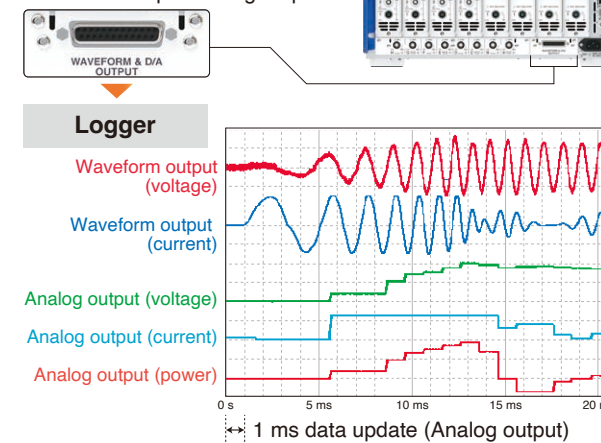 WAVEFORM & D/A
OUTPUT
Logger
Waveform output
(voltage)
Waveform output
(current)
Analog output (voltage)
Analog output (current)
Analog output (power)
0 s 5 ms 10 ms 15 ms 20
1 ms data update (Analog output)